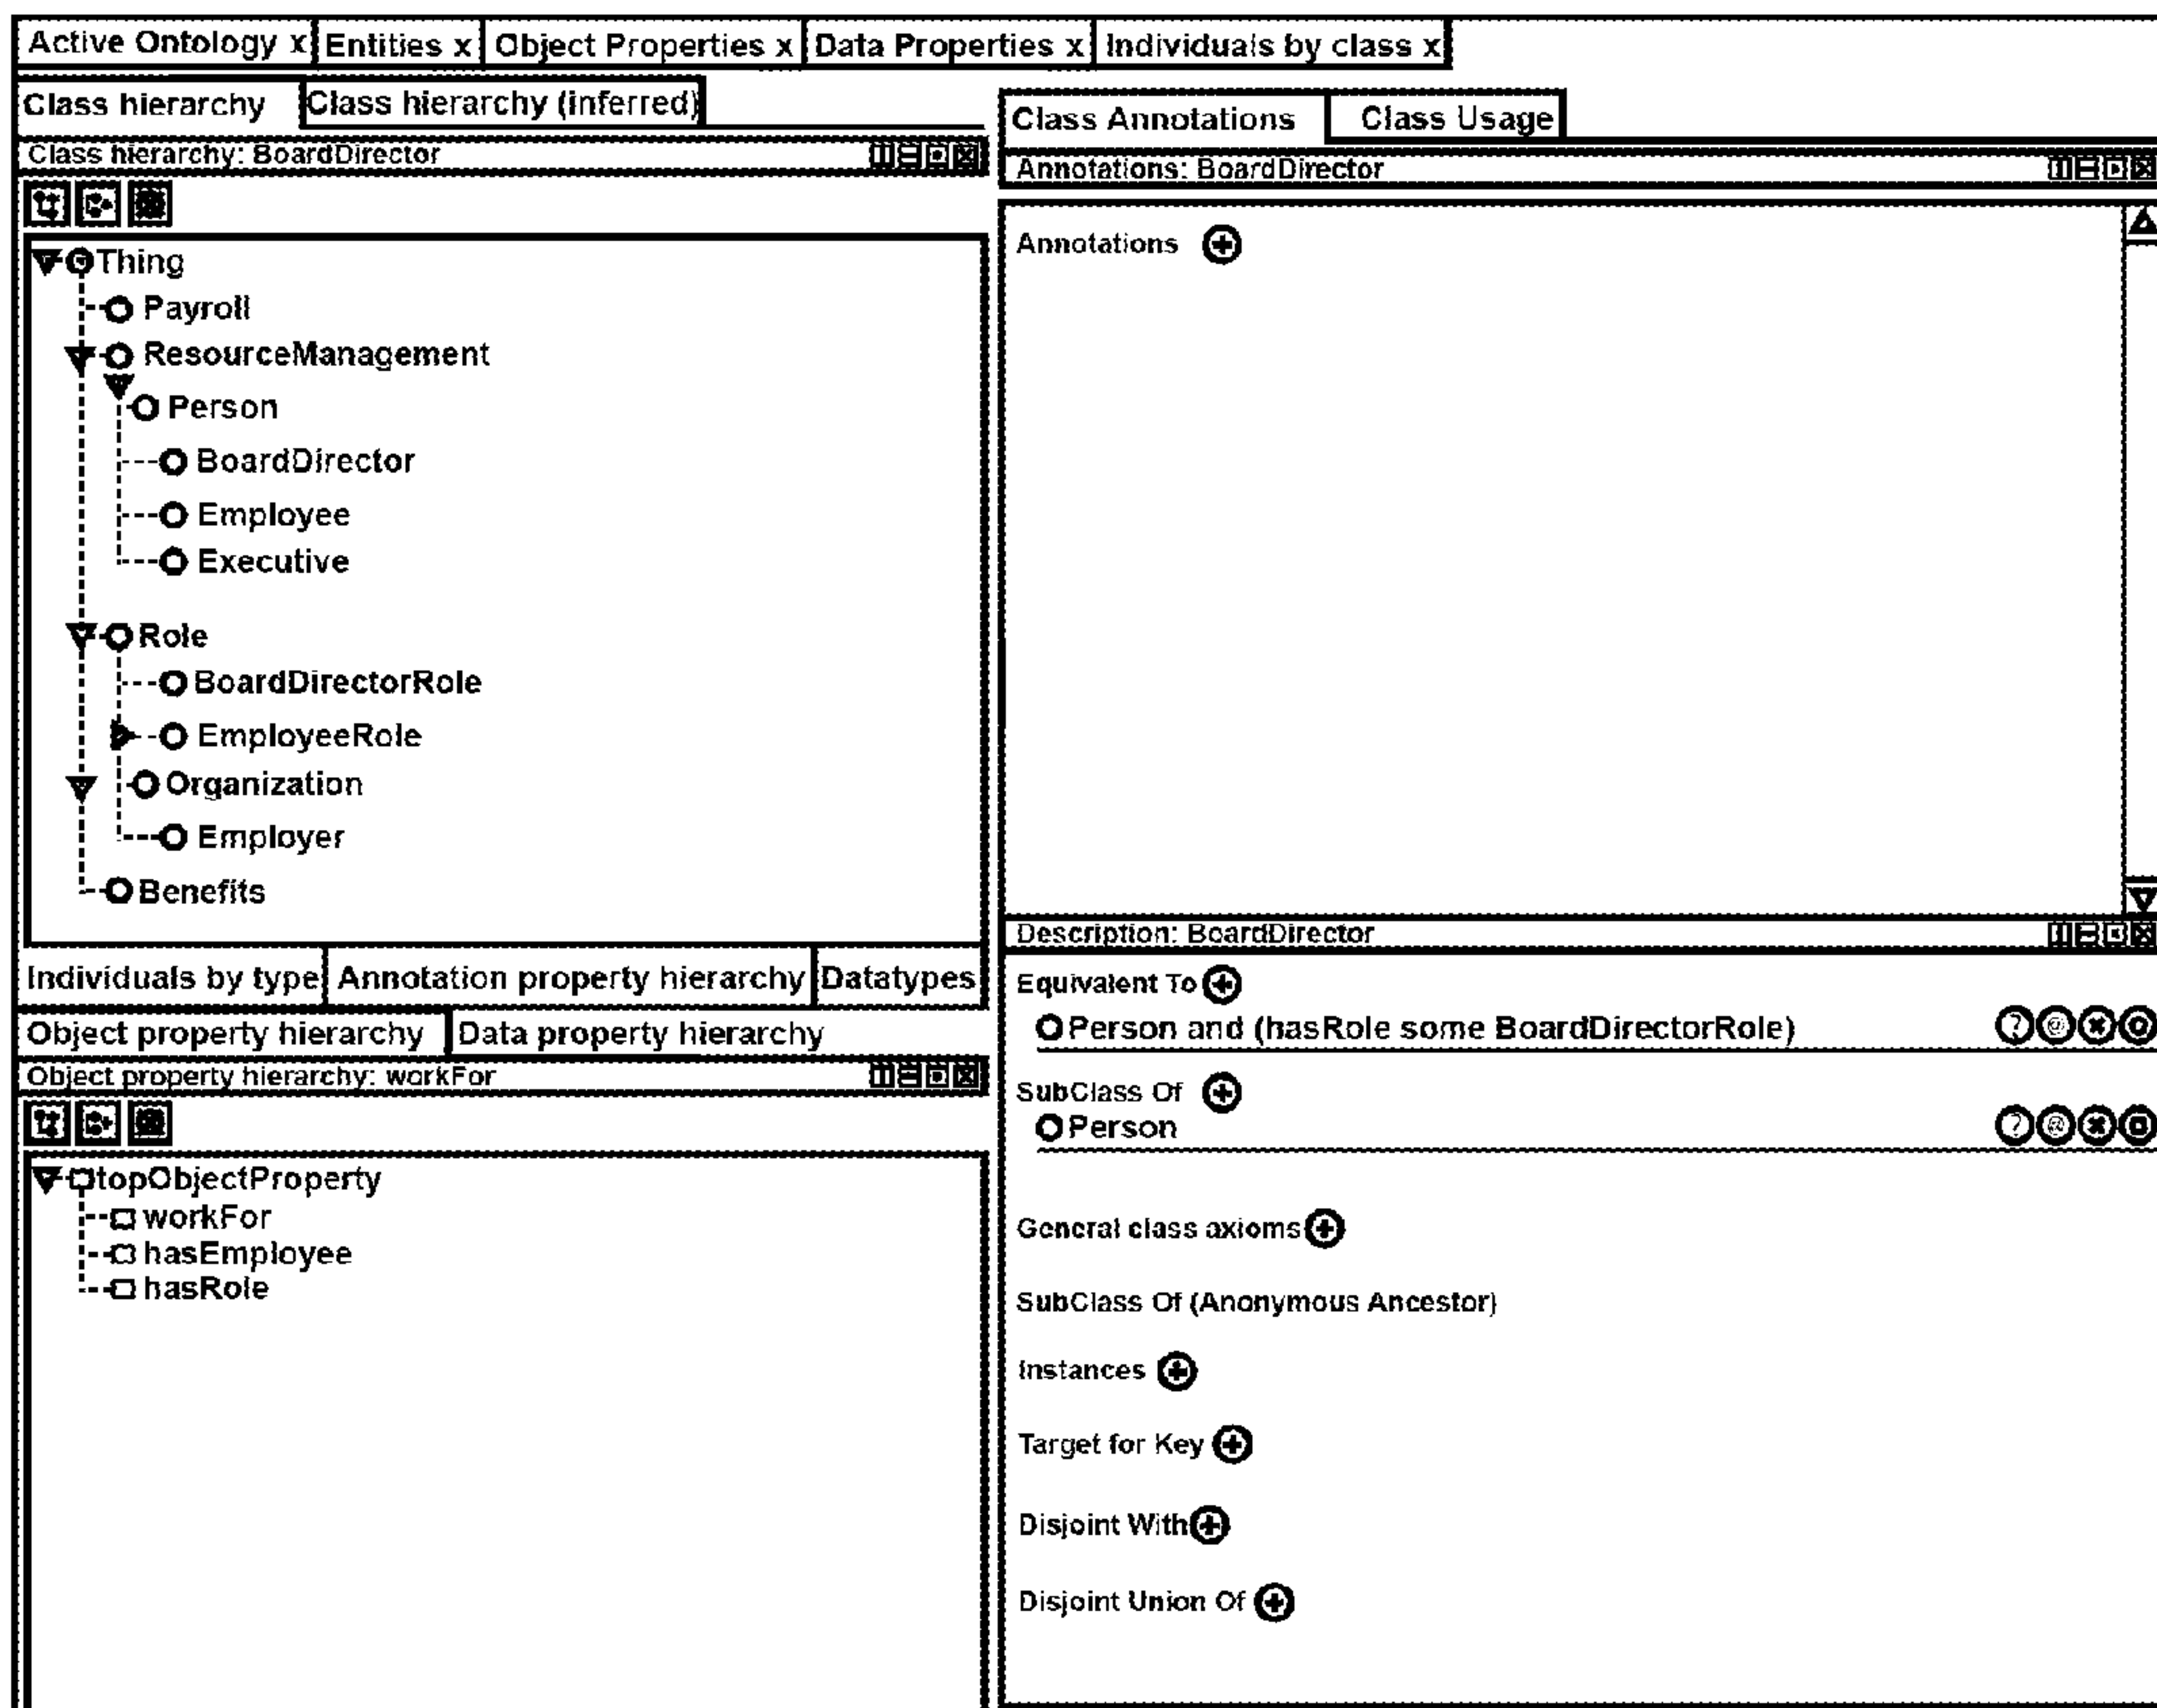 Active Ontology x Entities x Object Properties x Data Properties x Individuals by class x
Class hierarchy Class hierarchy (inferred)
Class hierarchy: BoardDirector
Thing
Payroll
ResourceManagement
Person
BoardDirector
Employee
Executive
Role
BoardDirectorRole
EmployeeRole
Organization
Employer
Benefits
Individuals by type Annotation property hierarchy Datatypes
Object property hierarchy Data property hierarchy
Object property hierarchy: workFor
topObjectProperty
workFor
hasEmployee
hasRole
Class Annotations Class Usage
Annotations: BoardDirector
Annotations
Description: BoardDirector
Equivalent To
Person and (hasRole some BoardDirectorRole)
SubClass Of
Person
General class axioms
SubClass Of (Anonymous Ancestor)
Instances
Target for Key
Disjoint With
Disjoint Union Of